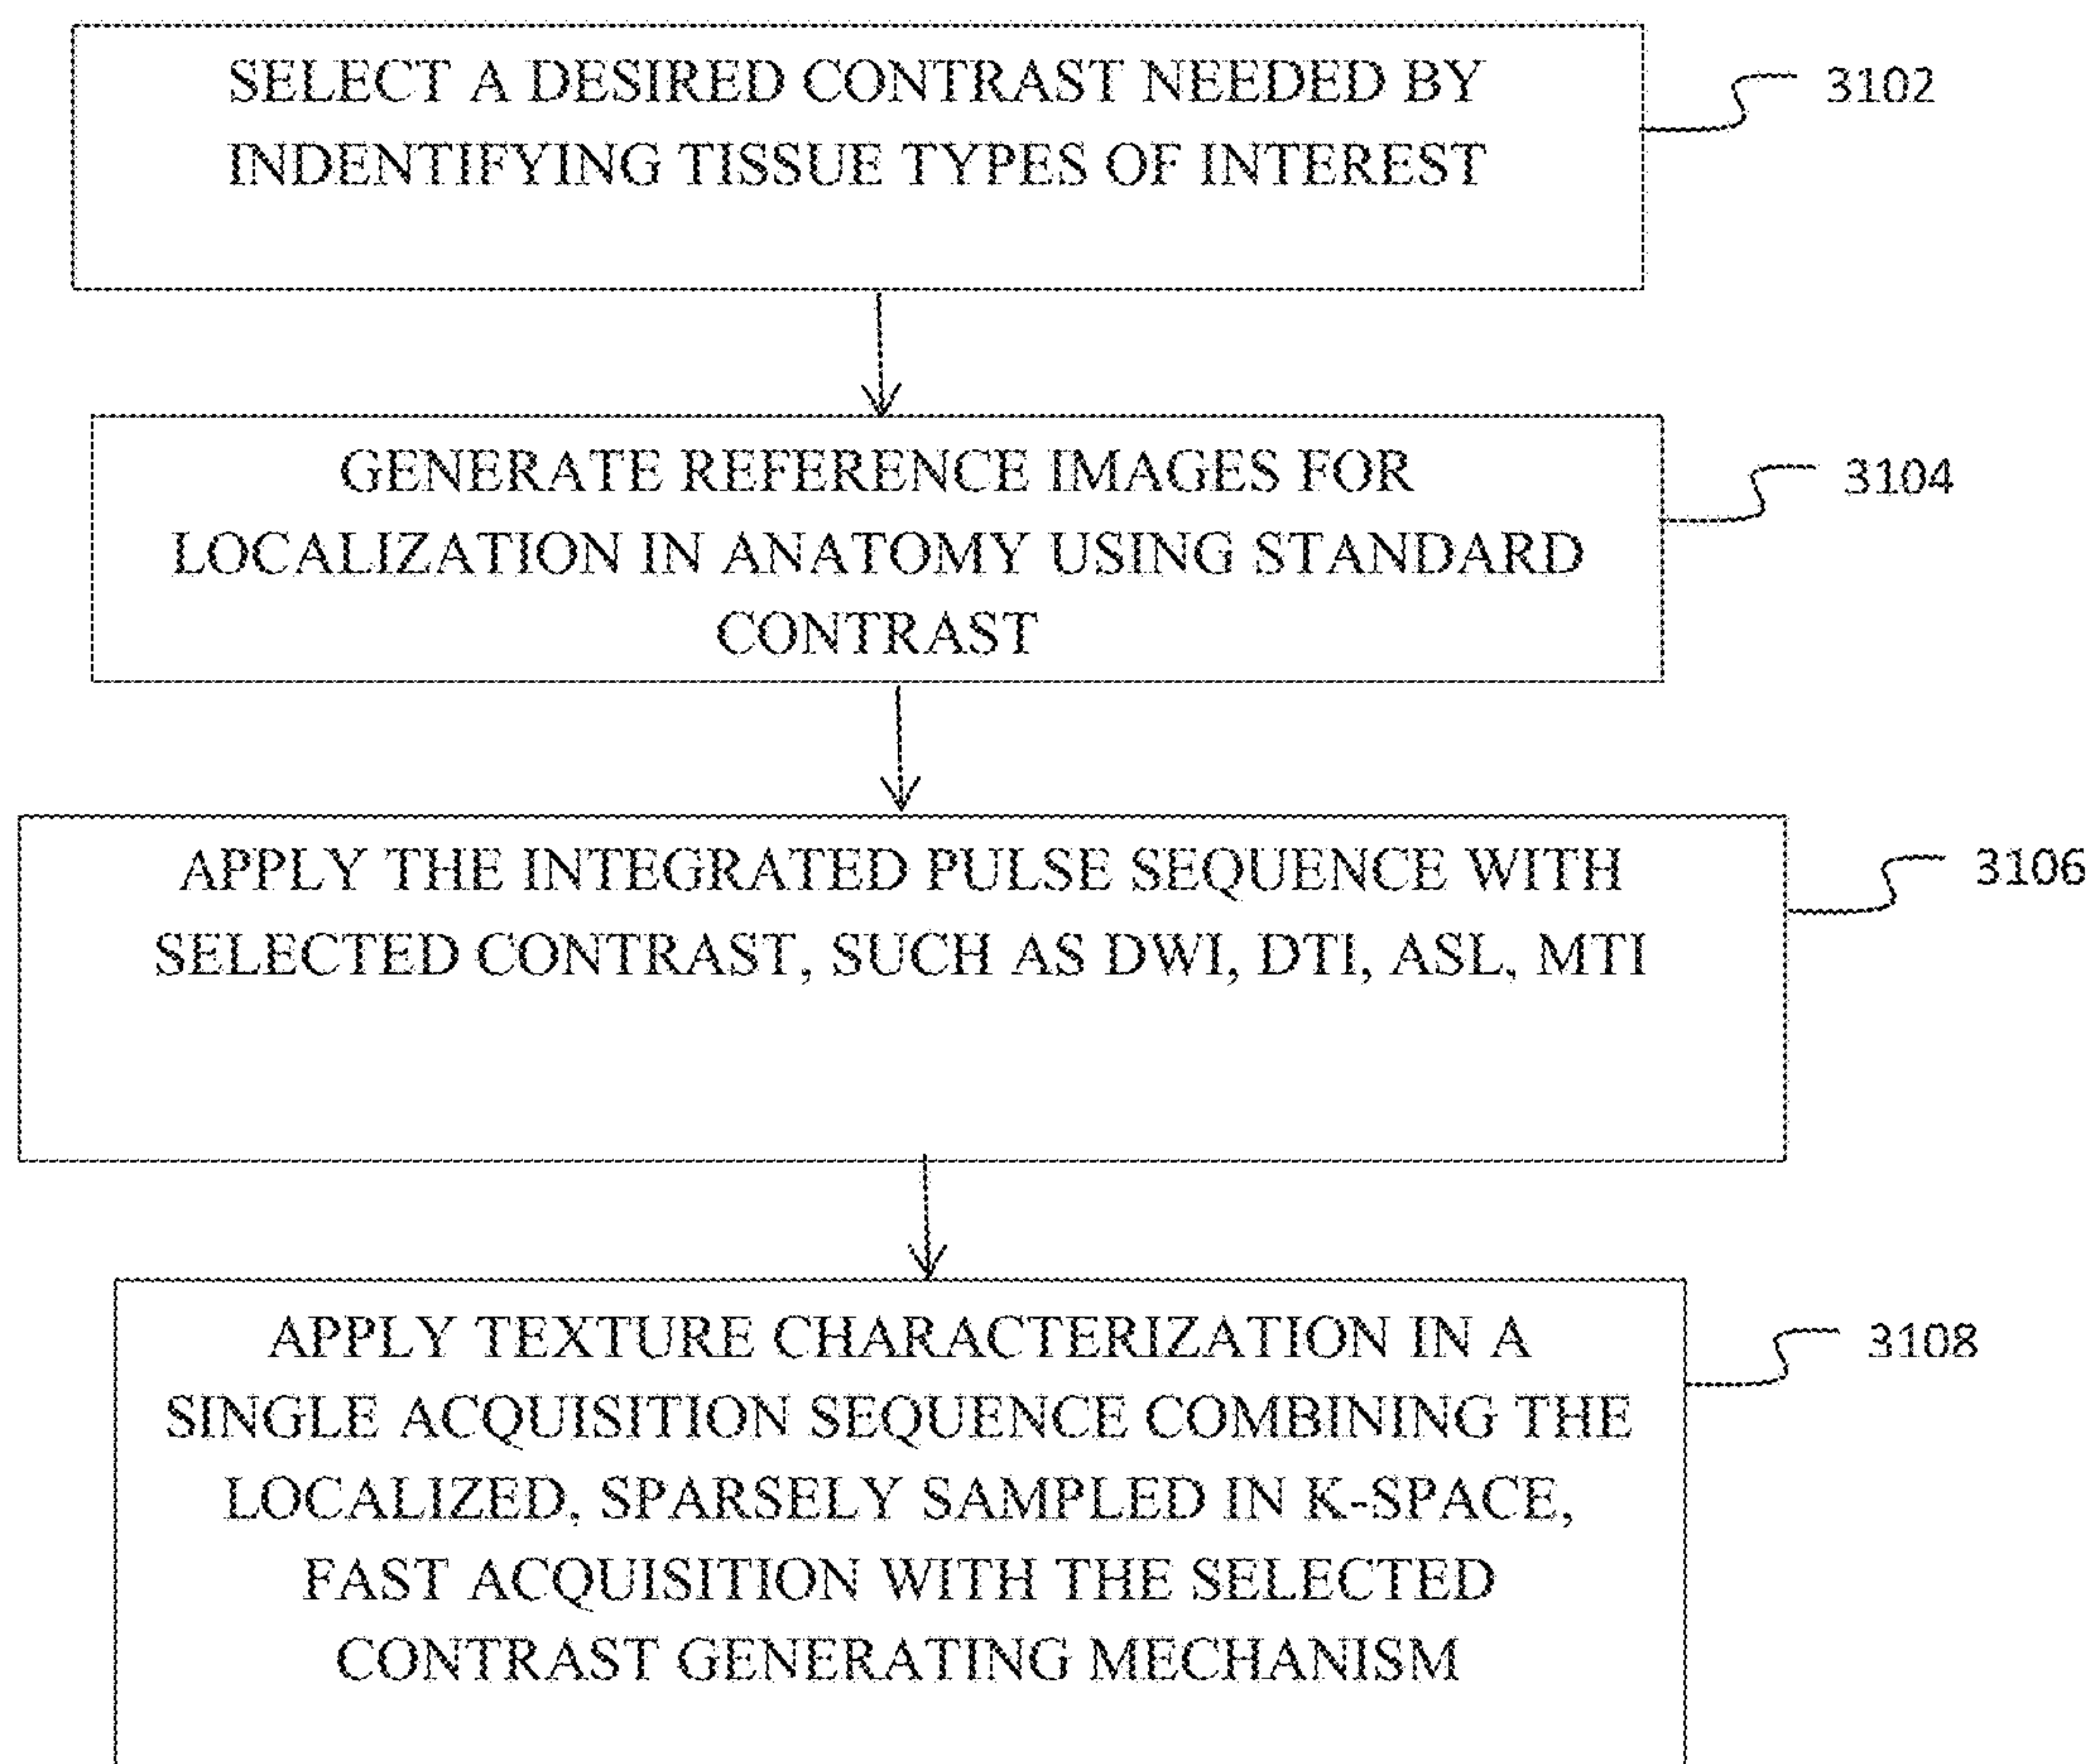 SELECT A DESIRED CONTRAST NEEDED BY
INDENTIFYING TISSUE TYPES OF INTEREST
3102
GENERATE REFERENCE IMAGES FOR
LOCALIZATION IN ANATOMY USING STANDARD
CONTRAST
3104
APPLY THE INTEGRATED PULSE SEQUENCE WITH
SELECTED CONTRAST, SUCH AS DWI, DTI, ASL, MTI
3106
APPLY TEXTURE CHARACTERIZATION IN A
SINGLE ACQUISITION SEQUENCE COMBINING THE
LOCALIZED, SPARSELY SAMPLED IN K-SPACE,
FAST ACQUISITION WITH THE SELECTED
CONTRAST GENERATING MECHANISM
3108